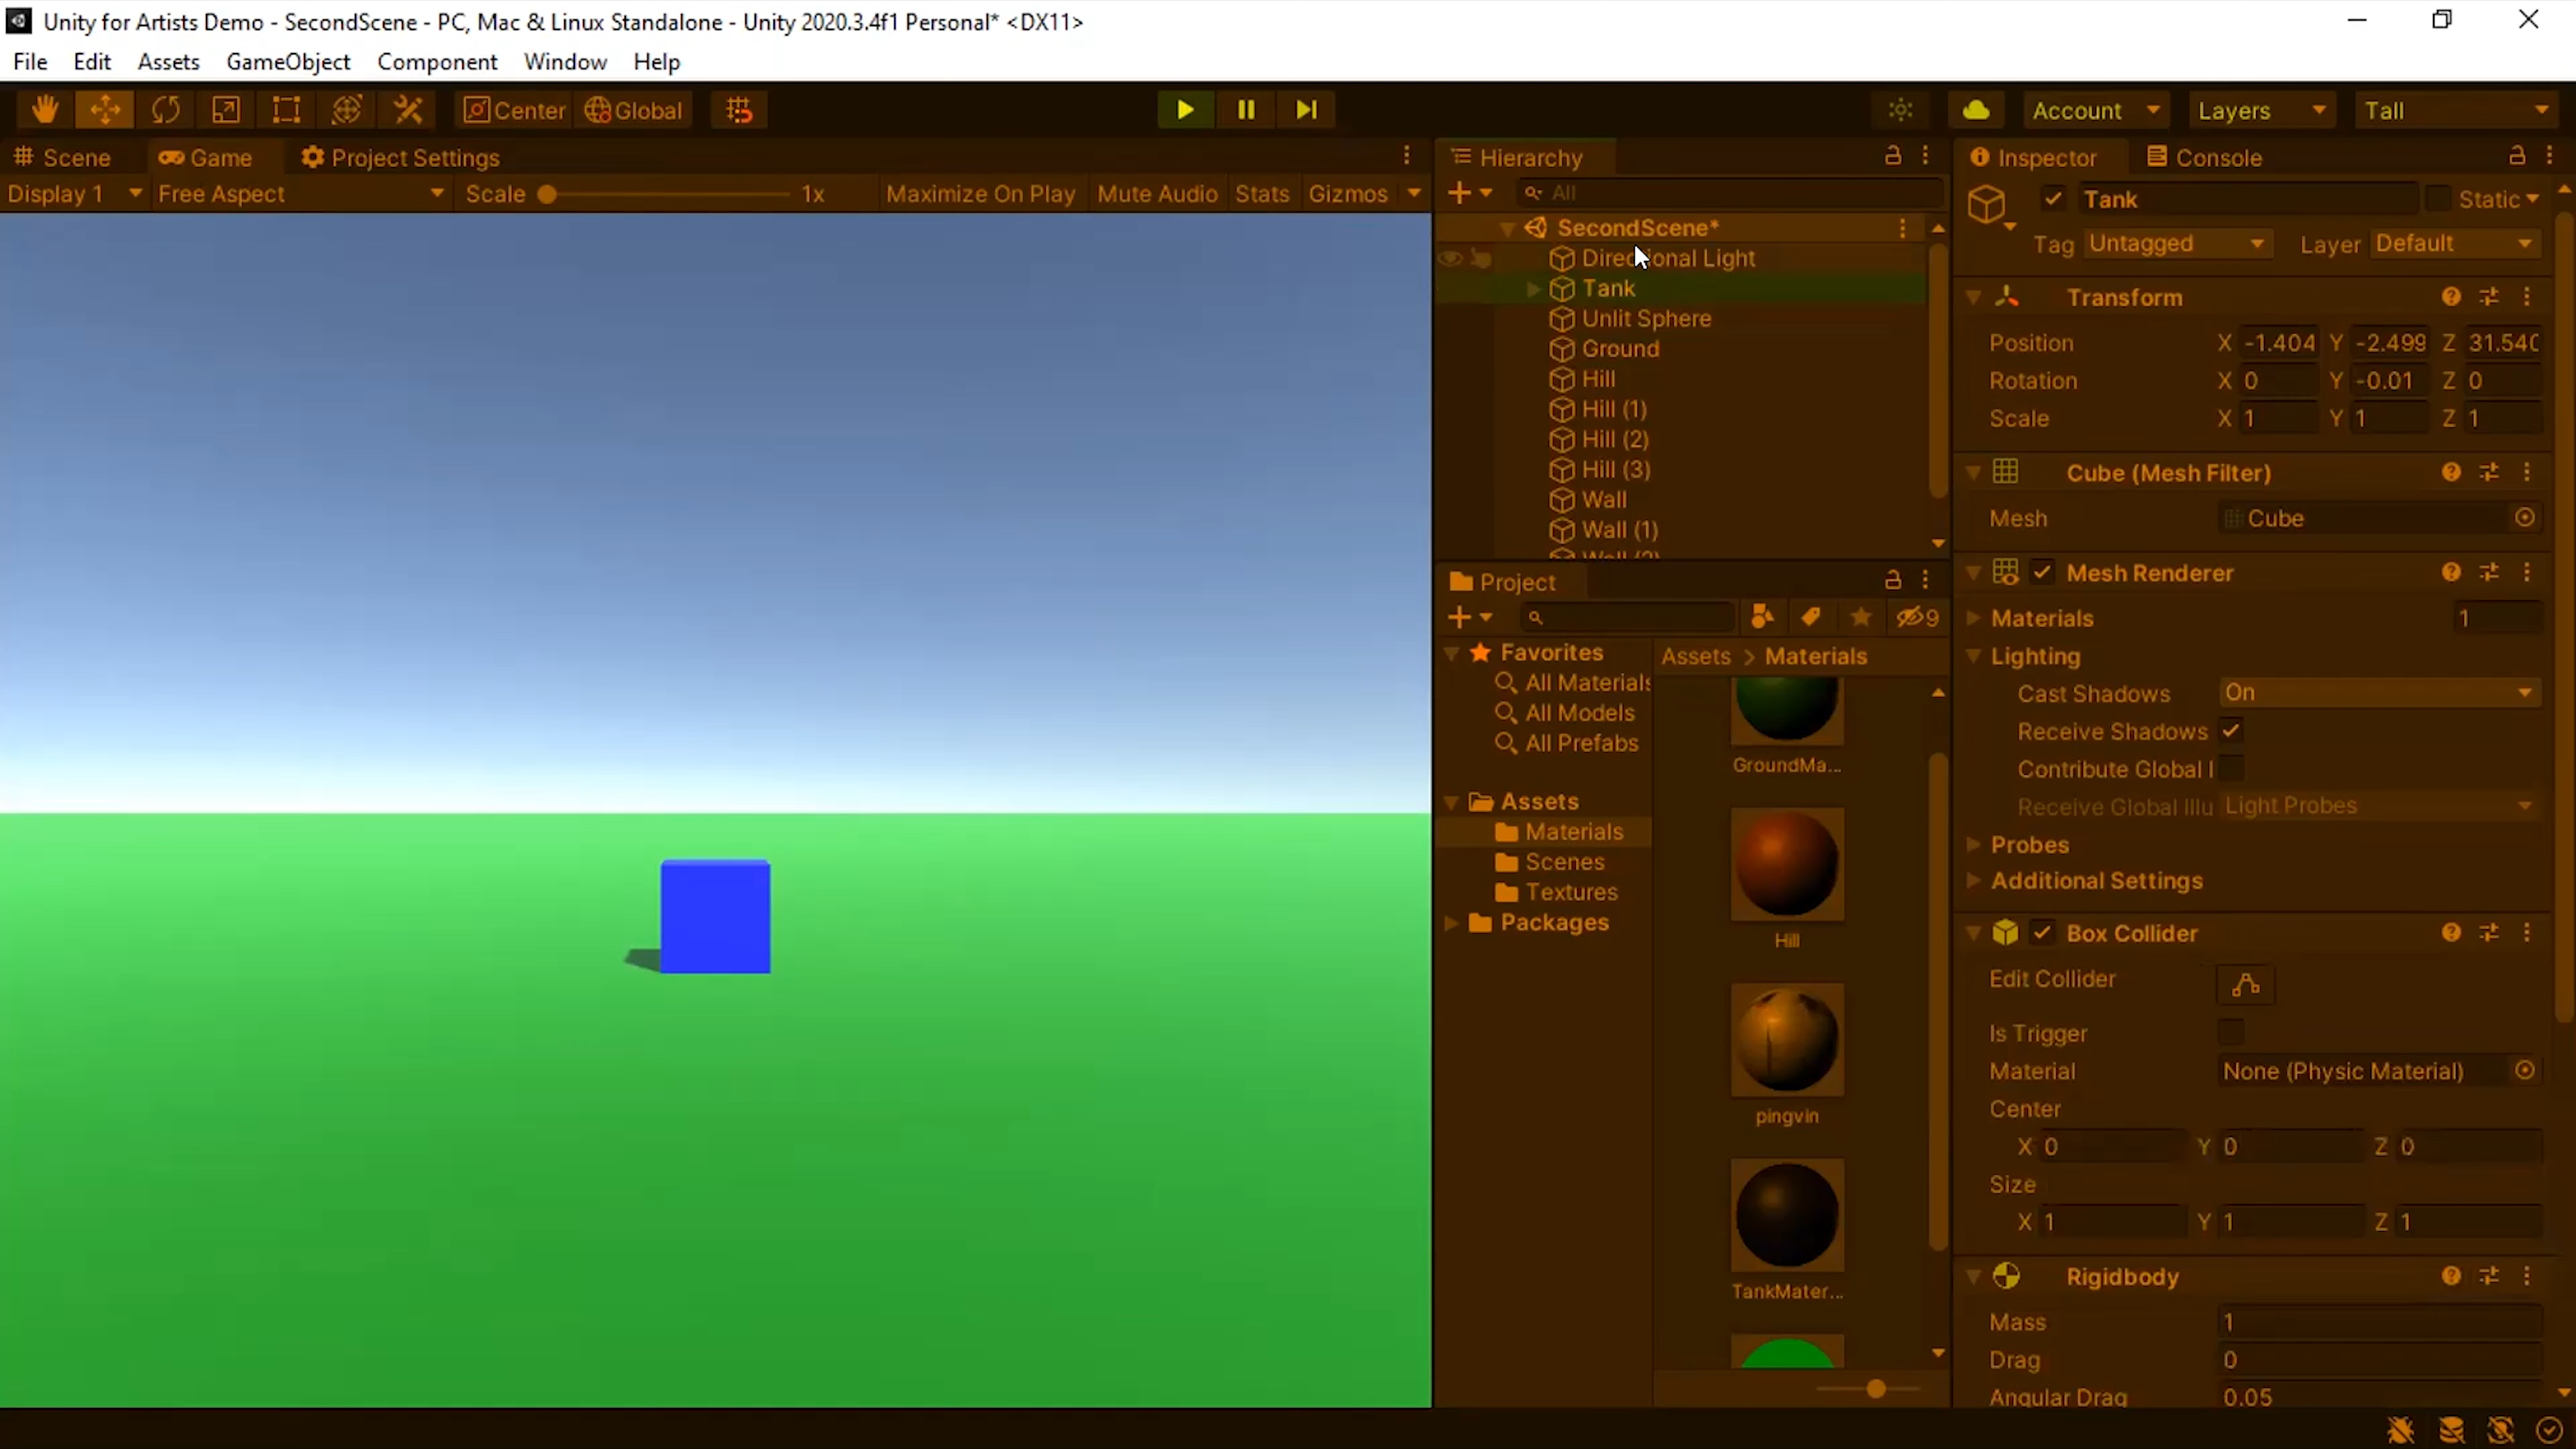 Unity for Artists Demo - SecondScene - PC, Mac & Linux Standalone - Unity 2020.3.4f1 Personal* <DX11>
File Edit Assets GameObject Component Window Help
Center Global Account Layers Tall
Scene Game Project Settings
Display 1 Free Aspect Scale 1x Maximize On Play Mute Audio Stats Gizmos
Hierarchy
All
SecondScene*
Directional Light
Tank
Unlit Sphere
Ground
Hill
Hill (1)
Hill (2)
Hill (3)
Wall
Wall (1)
Wall (2)
Project
9
Favorites
All Materials
All Models
All Prefabs
Assets
Materials
Scenes
Textures
Packages
Assets > Materials
GroundMa...
Hill
pingvin
TankMater...
Inspector Console
Tank Static
Tag Untagged Layer Default
Transform
Position X -1.404 Y -2.499 Z 31.540
Rotation X 0 Y -0.01 Z 0
Scale X 1 Y 1 Z 1
Cube (Mesh Filter)
Mesh Cube
Mesh Renderer
Materials 1
Lighting
Cast Shadows On
Receive Shadows
Contribute Global I
Receive Global Illu Light Probes
Probes
Additional Settings
Box Collider
Edit Collider
Is Trigger
Material None (Physic Material)
Center
X 0 Y 0 Z 0
Size
X 1 Y 1 Z 1
Rigidbody
Mass 1
Drag 0
Angular Drag 0.05